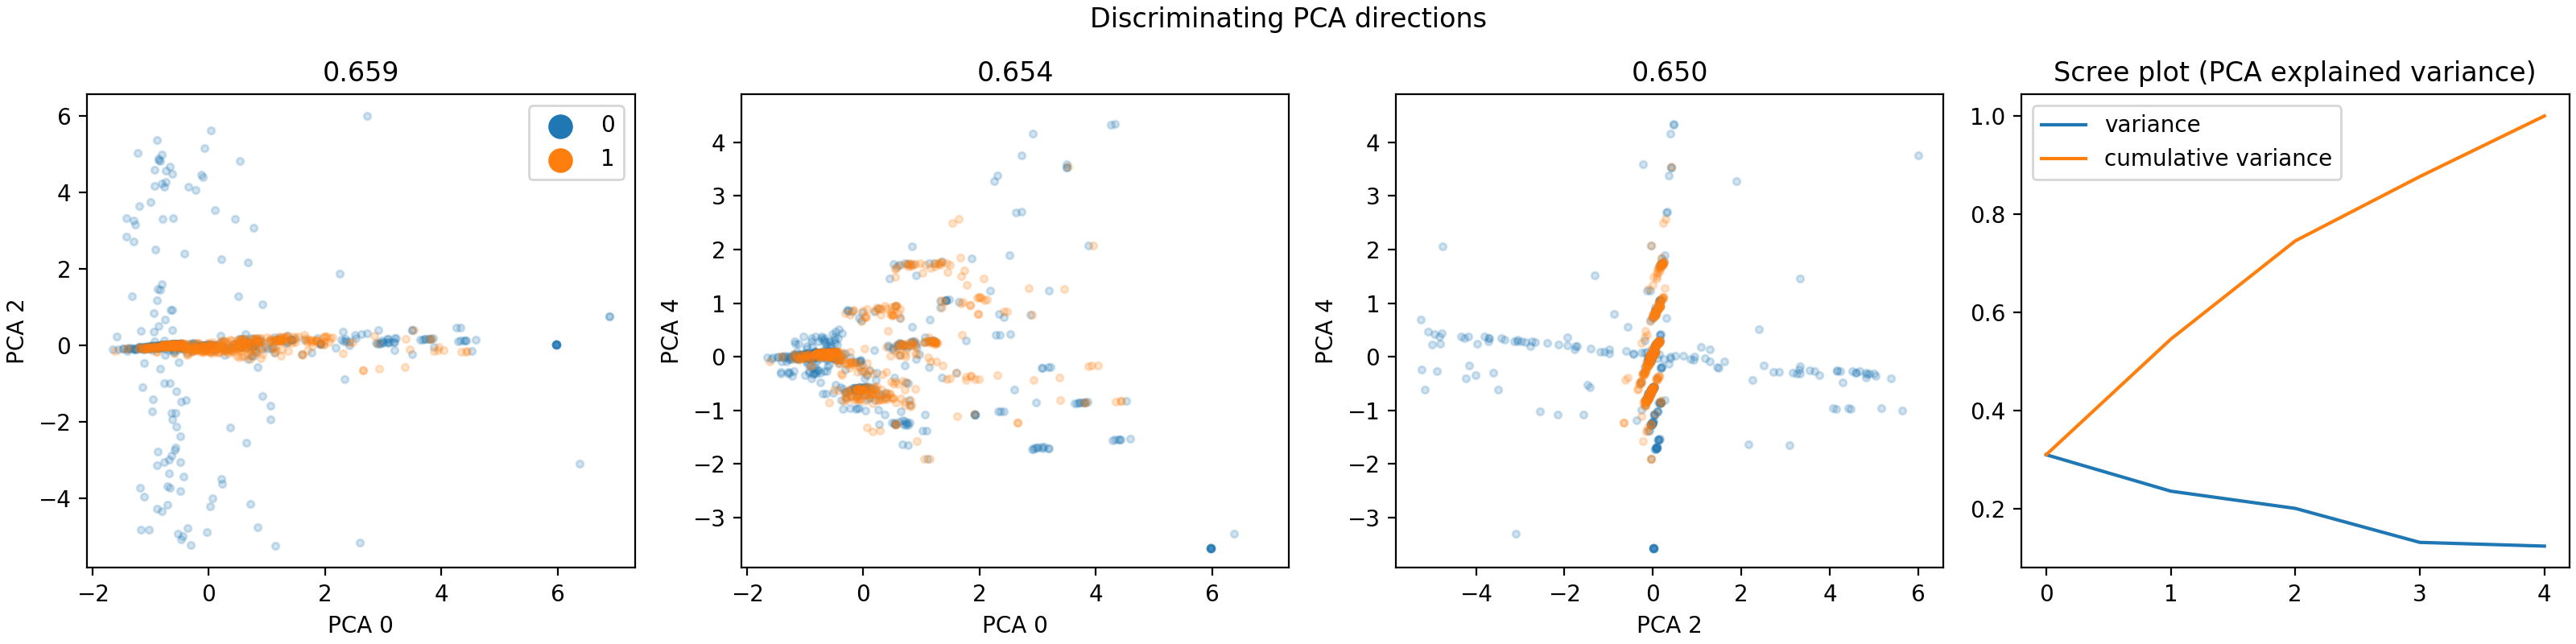 Discriminating PCA directions
0.659
6
4
2
0
−2
−4
−2 0 2 4 6
PCA 2
PCA 0
0
1
0.654
4
3
2
1
0
−1
−2
−3
−2 0 2 4 6
PCA 4
PCA 0
0.650
4
3
2
1
0
−1
−2
−3
−4 −2 0 2 4 6
PCA 4
PCA 2
Scree plot (PCA explained variance)
variance
cumulative variance
1.0
0.8
0.6
0.4
0.2
0 1 2 3 4